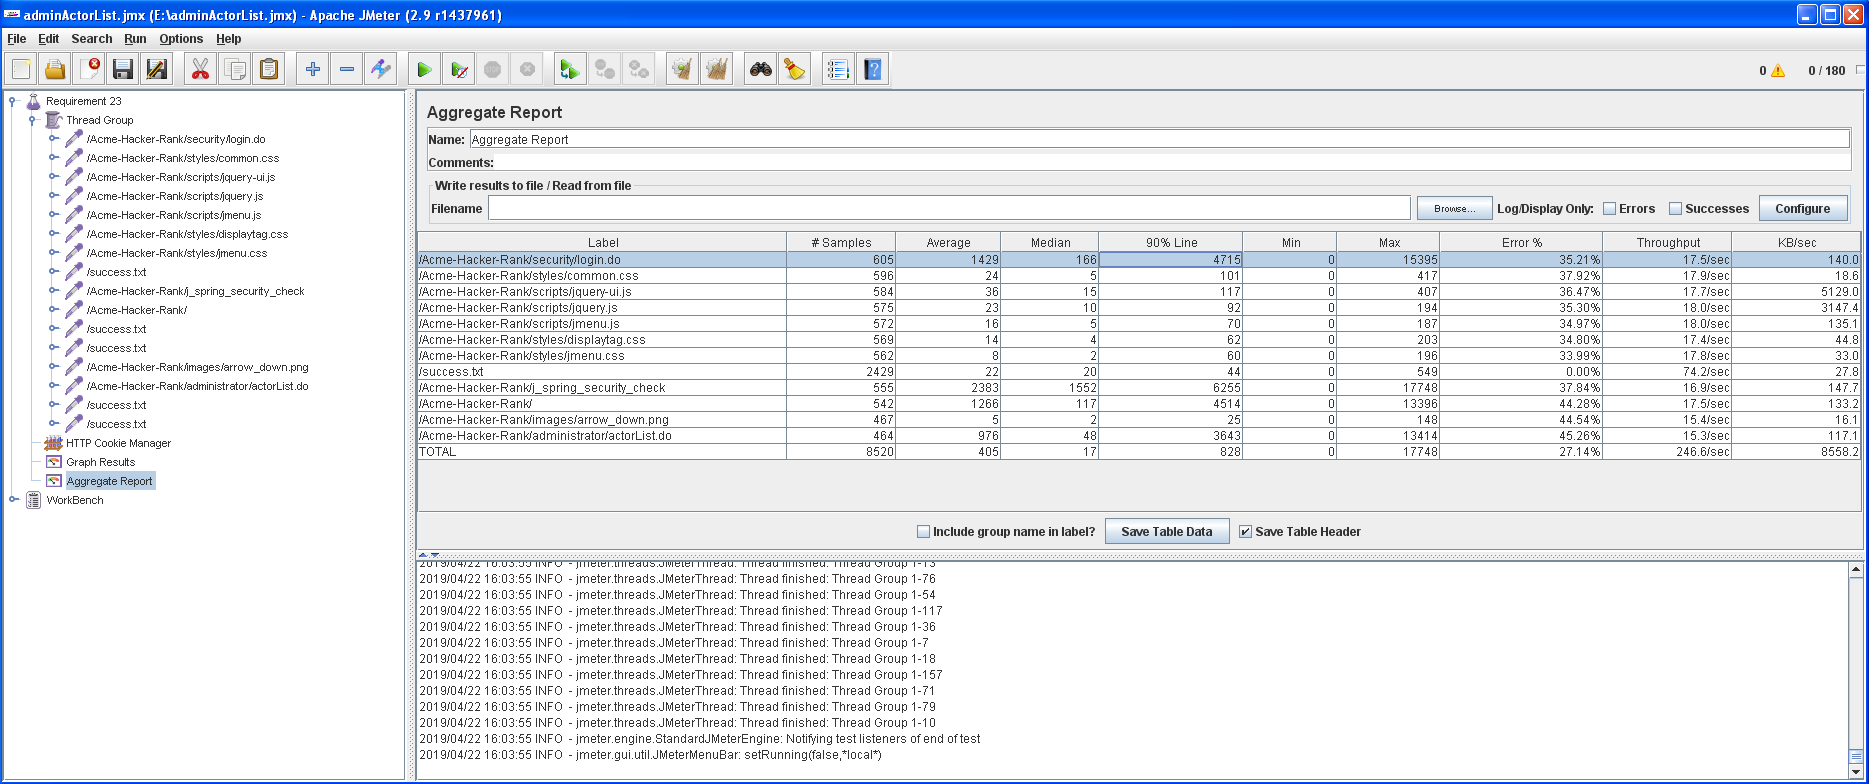 adminActorList.jmx (E:\adminActorList.jmx) - Apache JMeter (2.9 r1437961)
File Edit Search Run Options Help
0 0 / 180
Requirement 23
Thread Group
/Acme-Hacker-Rank/security/login.do
/Acme-Hacker-Rank/styles/common.css
/Acme-Hacker-Rank/scripts/jquery-ui.js
/Acme-Hacker-Rank/scripts/jquery.js
/Acme-Hacker-Rank/scripts/jmenu.js
/Acme-Hacker-Rank/styles/displaytag.css
/Acme-Hacker-Rank/styles/jmenu.css
/success.txt
/Acme-Hacker-Rank/j_spring_security_check
/Acme-Hacker-Rank/
/success.txt
/success.txt
/Acme-Hacker-Rank/images/arrow_down.png
/Acme-Hacker-Rank/administrator/actorList.do
/success.txt
/success.txt
HTTP Cookie Manager
Graph Results
Aggregate Report
WorkBench
Aggregate Report
Name: Aggregate Report
Comments:
Write results to file / Read from file
Filename Browse... Log/Display Only: Errors Successes Configure
Label # Samples Average Median 90% Line Min Max Error % Throughput KB/sec
/Acme-Hacker-Rank/security/login.do 605 1429 166 4715 0 15395 35.21% 17.5/sec 140.0
/Acme-Hacker-Rank/styles/common.css 596 24 5 101 0 417 37.92% 17.9/sec 18.6
/Acme-Hacker-Rank/scripts/jquery-ui.js 584 36 15 117 0 407 36.47% 17.7/sec 5129.0
/Acme-Hacker-Rank/scripts/jquery.js 575 23 10 92 0 194 35.30% 18.0/sec 3147.4
/Acme-Hacker-Rank/scripts/jmenu.js 572 16 5 70 0 187 34.97% 18.0/sec 135.1
/Acme-Hacker-Rank/styles/displaytag.css 569 14 4 62 0 203 34.80% 17.4/sec 44.8
/Acme-Hacker-Rank/styles/jmenu.css 562 8 2 60 0 196 33.99% 17.8/sec 33.0
/success.txt 2429 22 20 44 0 549 0.00% 74.2/sec 27.8
/Acme-Hacker-Rank/j_spring_security_check 555 2383 1552 6255 0 17748 37.84% 16.9/sec 147.7
/Acme-Hacker-Rank/ 542 1266 117 4514 0 13396 44.28% 17.5/sec 133.2
/Acme-Hacker-Rank/images/arrow_down.png 467 5 2 25 0 148 44.54% 15.4/sec 16.1
/Acme-Hacker-Rank/administrator/actorList.do 464 976 48 3643 0 13414 45.26% 15.3/sec 117.1
TOTAL 8520 405 17 828 0 17748 27.14% 246.6/sec 8558.2
Include group name in label? Save Table Data Save Table Header
2019/04/22 16:03:55 INFO - jmeter.threads.JMeterThread: Thread finished: Thread Group 1-13
2019/04/22 16:03:55 INFO - jmeter.threads.JMeterThread: Thread finished: Thread Group 1-76
2019/04/22 16:03:55 INFO - jmeter.threads.JMeterThread: Thread finished: Thread Group 1-54
2019/04/22 16:03:55 INFO - jmeter.threads.JMeterThread: Thread finished: Thread Group 1-117
2019/04/22 16:03:55 INFO - jmeter.threads.JMeterThread: Thread finished: Thread Group 1-36
2019/04/22 16:03:55 INFO - jmeter.threads.JMeterThread: Thread finished: Thread Group 1-7
2019/04/22 16:03:55 INFO - jmeter.threads.JMeterThread: Thread finished: Thread Group 1-18
2019/04/22 16:03:55 INFO - jmeter.threads.JMeterThread: Thread finished: Thread Group 1-157
2019/04/22 16:03:55 INFO - jmeter.threads.JMeterThread: Thread finished: Thread Group 1-71
2019/04/22 16:03:55 INFO - jmeter.threads.JMeterThread: Thread finished: Thread Group 1-79
2019/04/22 16:03:55 INFO - jmeter.threads.JMeterThread: Thread finished: Thread Group 1-10
2019/04/22 16:03:55 INFO - jmeter.engine.StandardJMeterEngine: Notifying test listeners of end of test
2019/04/22 16:03:55 INFO - jmeter.gui.util.JMeterMenuBar: setRunning(false,*local*)